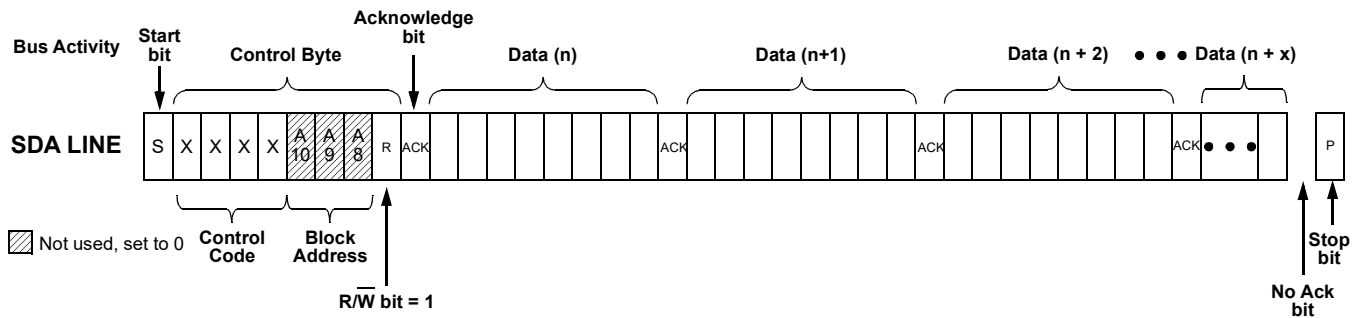 Bus Activity
Start
bit
Control Byte
Acknowledge
bit
Data (n)
Data (n+1)
Data (n + 2)
• • •
Data (n + x)
SDA LINE
S
X
X
X
X
A
10
A
9
A
8
R
ACK
ACK
ACK
ACK
• • •
P
Not used, set to 0
Control
Code
Block
Address
R/W̅ bit = 1
No Ack
bit
Stop
bit